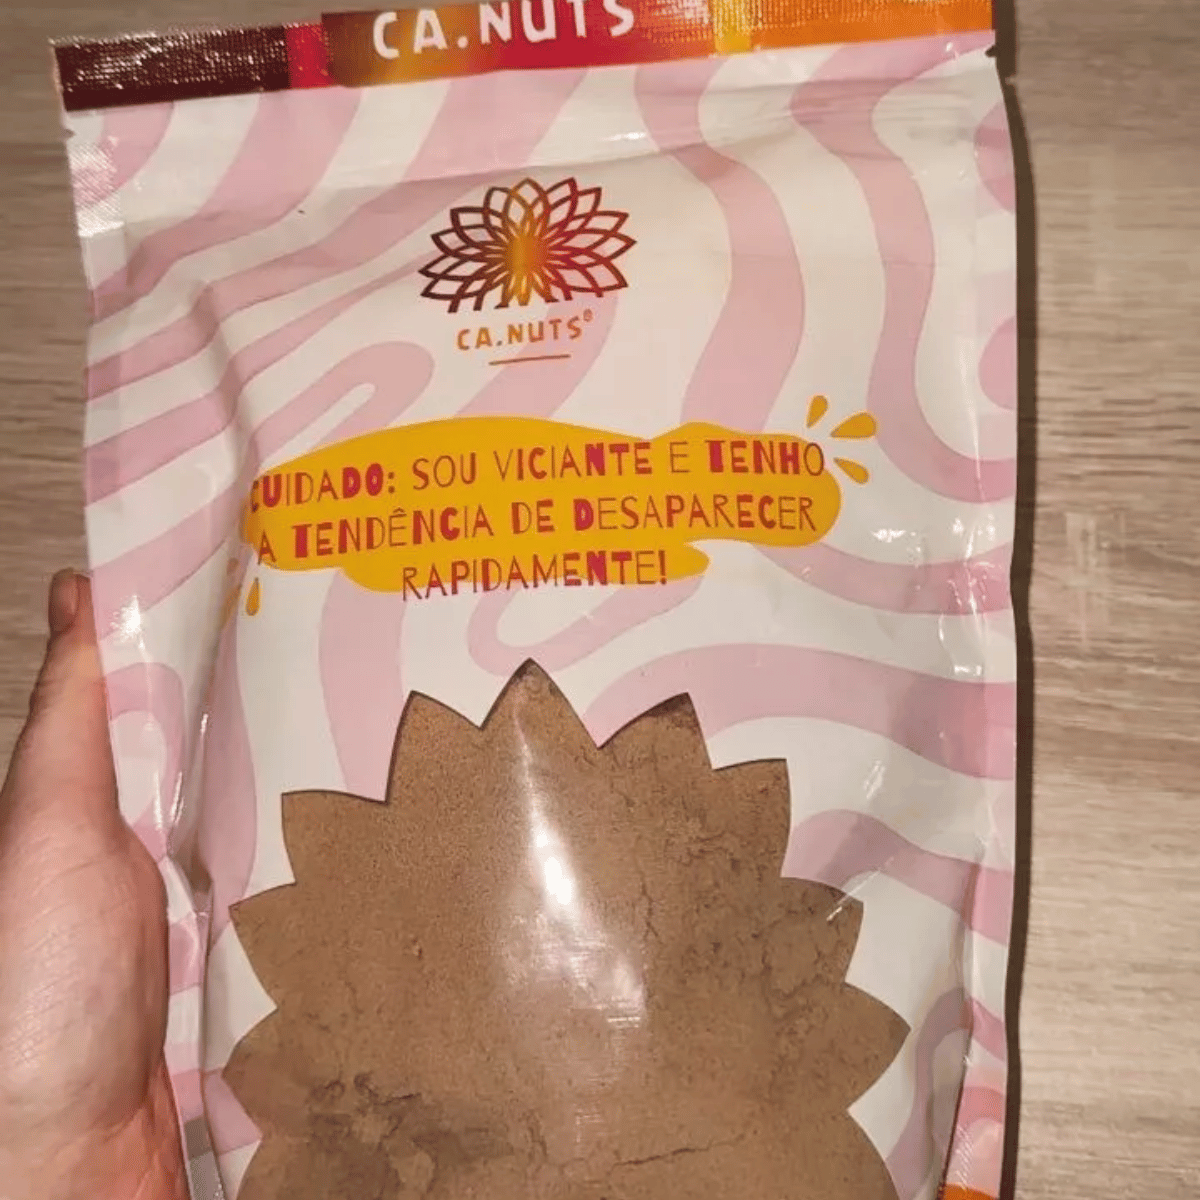 CA.NUTS
CA.NUTS®
CUIDADO: SOU VICIANTE E TENHO
A TENDÊNCIA DE DESAPARECER
RAPIDAMENTE!